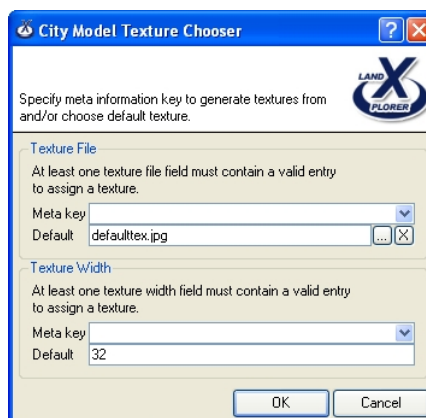 City Model Texture Chooser
LAND
X
PLORER
Specify meta information key to generate textures from
and/or choose default texture.
Texture File
At least one texture file field must contain a valid entry
to assign a texture.
Meta key
Default defaulttex.jpg ... X
Texture Width
At least one texture width field must contain a valid entry
to assign a texture.
Meta key
Default 32
OK Cancel